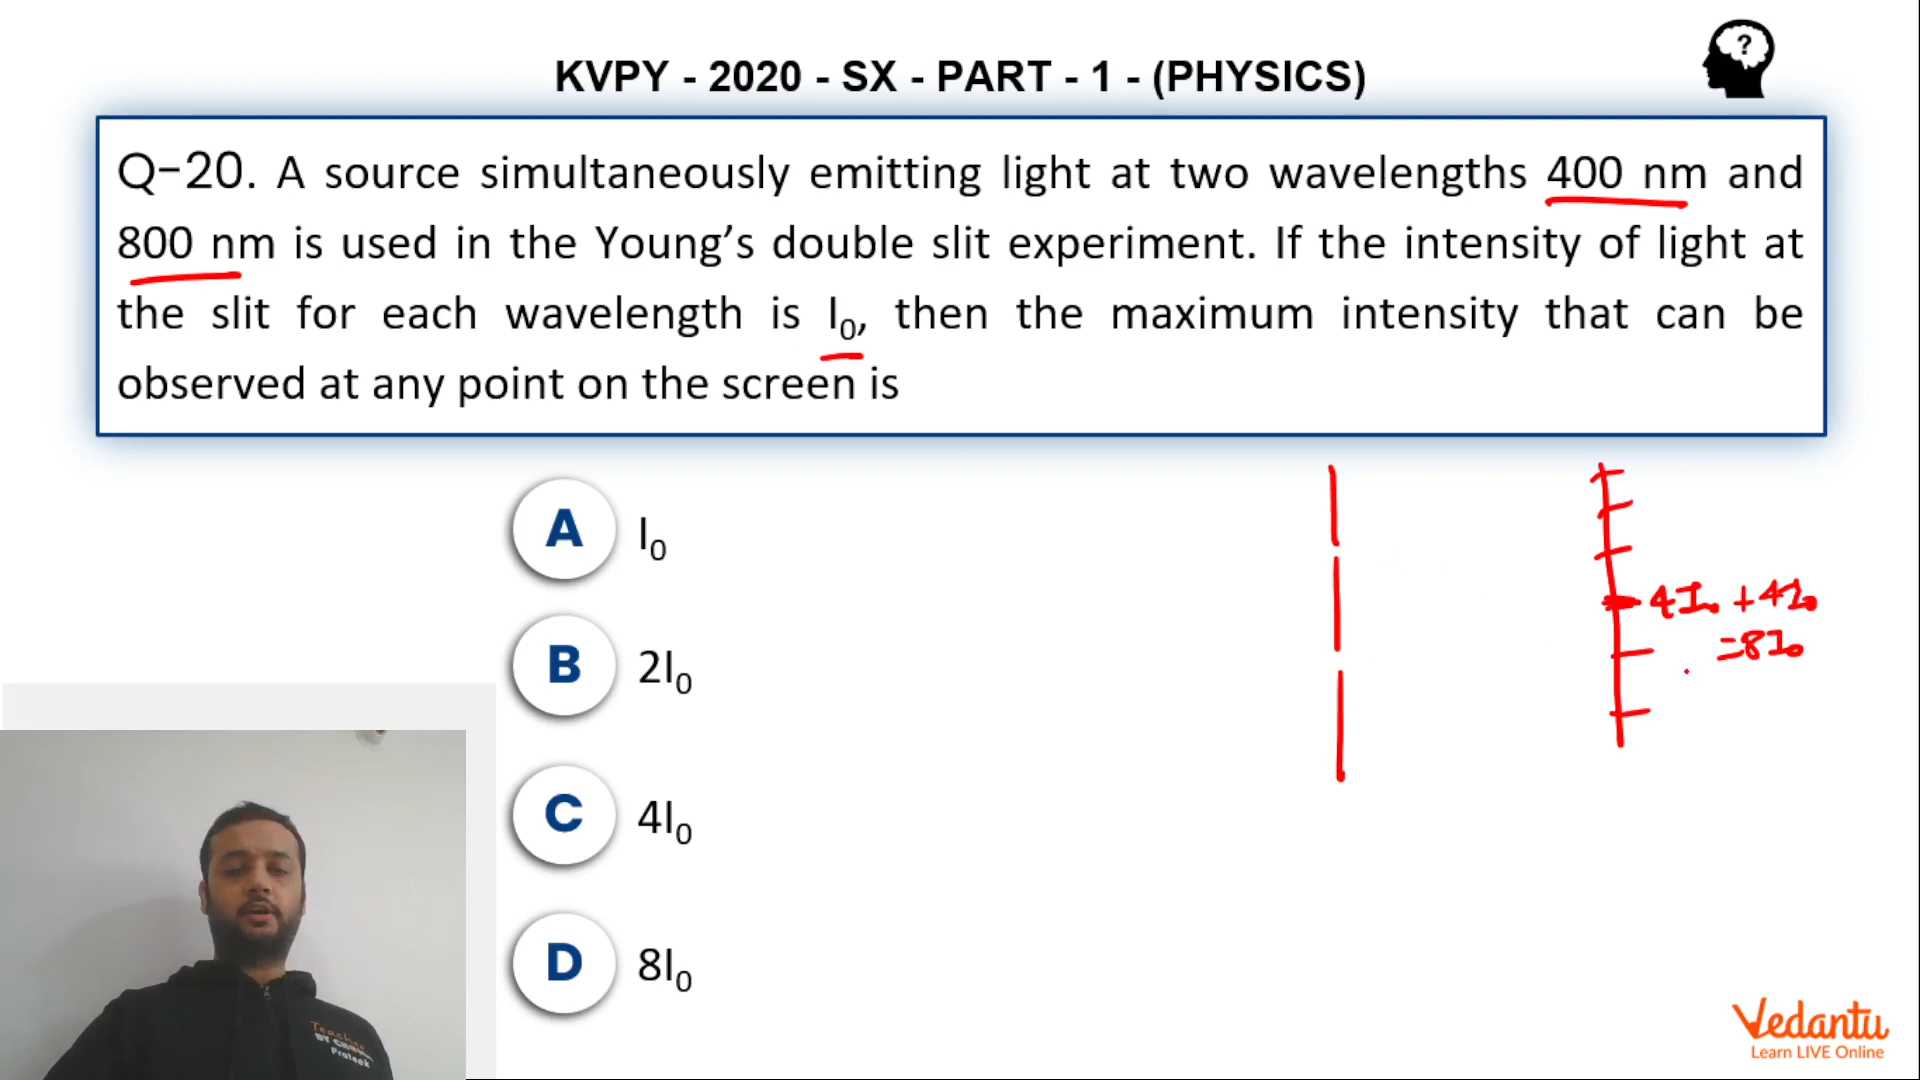 ?
KVPY - 2020 - SX - PART - 1 - (PHYSICS)
Q-20. A source simultaneously emitting light at two wavelengths 400 nm and
800 nm is used in the Young’s double slit experiment. If the intensity of light at
the slit for each wavelength is I₀, then the maximum intensity that can be
observed at any point on the screen is
A I₀
B 2I₀
C 4I₀
D 8I₀
4I₀ + 4I₀
= 8I₀
Teacher
Prateek
Vedantu
Learn LIVE Online